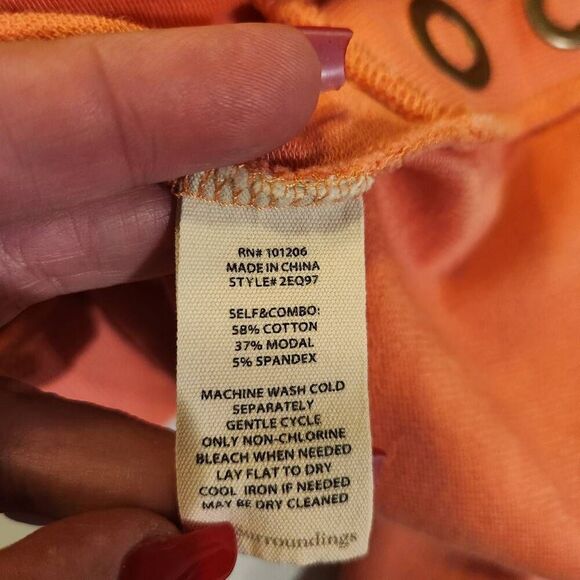 RN# 101206
MADE IN CHINA
STYLE# 2EQ97
SELF&COMBO:
58% COTTON
37% MODAL
5% SPANDEX
MACHINE WASH COLD
SEPARATELY
GENTLE CYCLE
ONLY NON-CHLORINE
BLEACH WHEN NEEDED
LAY FLAT TO DRY
COOL IRON IF NEEDED
MAY BE DRY CLEANED
surroundings